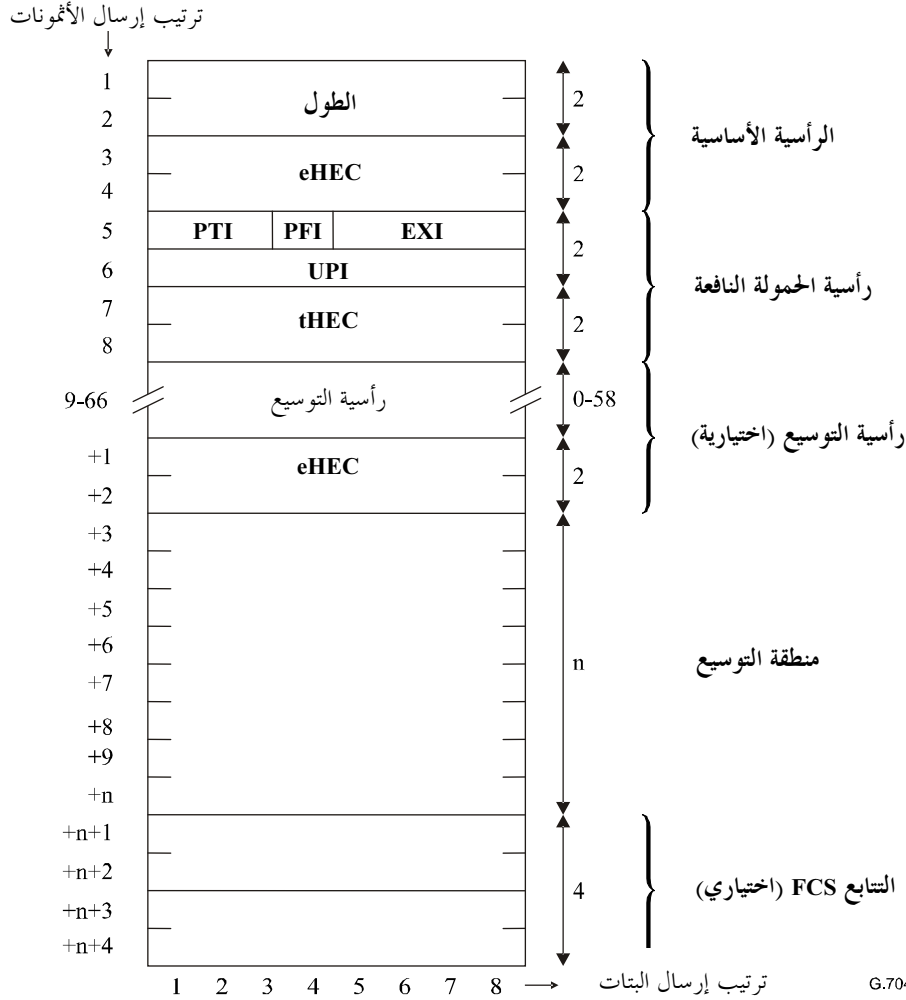 ترتيب إرسال الأثمونات
1
الطول
2
2
الرأسية الأساسية
3
eHEC
2
4
5
PTI PFI EXI
2
6
UPI
رأسية الحمولة النافعة
7
tHEC
2
8
9-66
رأسية التوسيع
0-58
رأسية التوسيع (اختيارية)
+1
eHEC
2
+2
+3
+4
+5
+6
n
منطقة التوسيع
+7
+8
+9
+n
+n+1
+n+2
4
التتابع FCS (اختياري)
+n+3
+n+4
1 2 3 4 5 6 7 8
ترتيب إرسال البتات
G.704